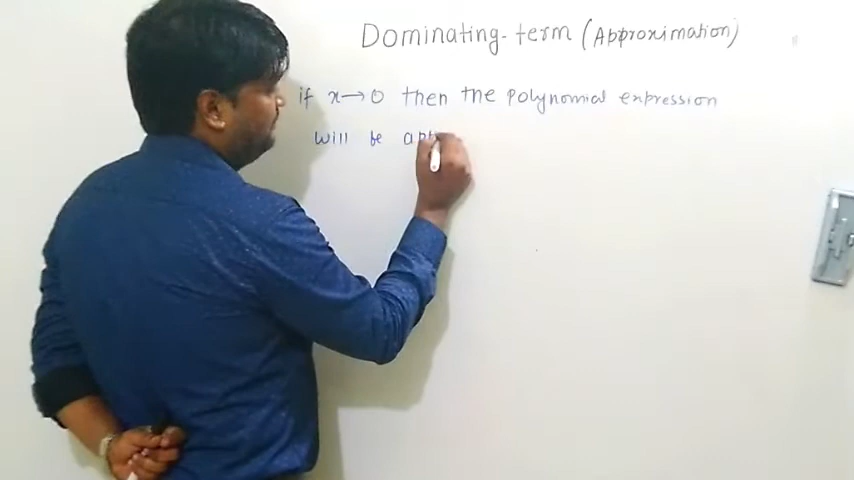 Dominating-term (Approximation)
if x→0 then the polynomial expression
will be